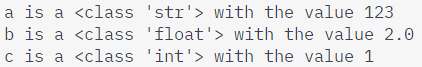 a is a <class 'str'> with the value 123
b is a <class 'float'> with the value 2.0
c is a <class 'int'> with the value 1